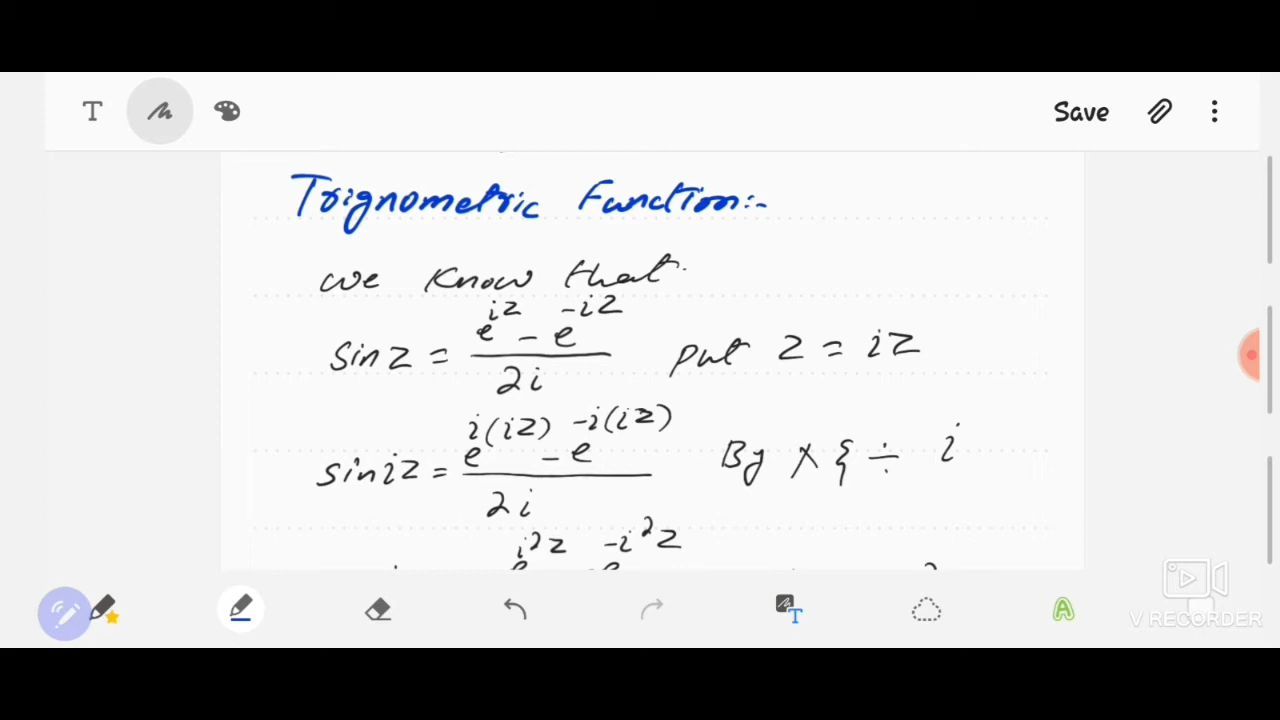 T Save
Trignometric Function:-
we know that
sin z = e^{iz} - e^{-iz} / 2i put z = iz
sin iz = e^{i(iz)} - e^{-i(iz)} / 2i By × { ÷ i
i²z -i²z
T A
V RECORDER